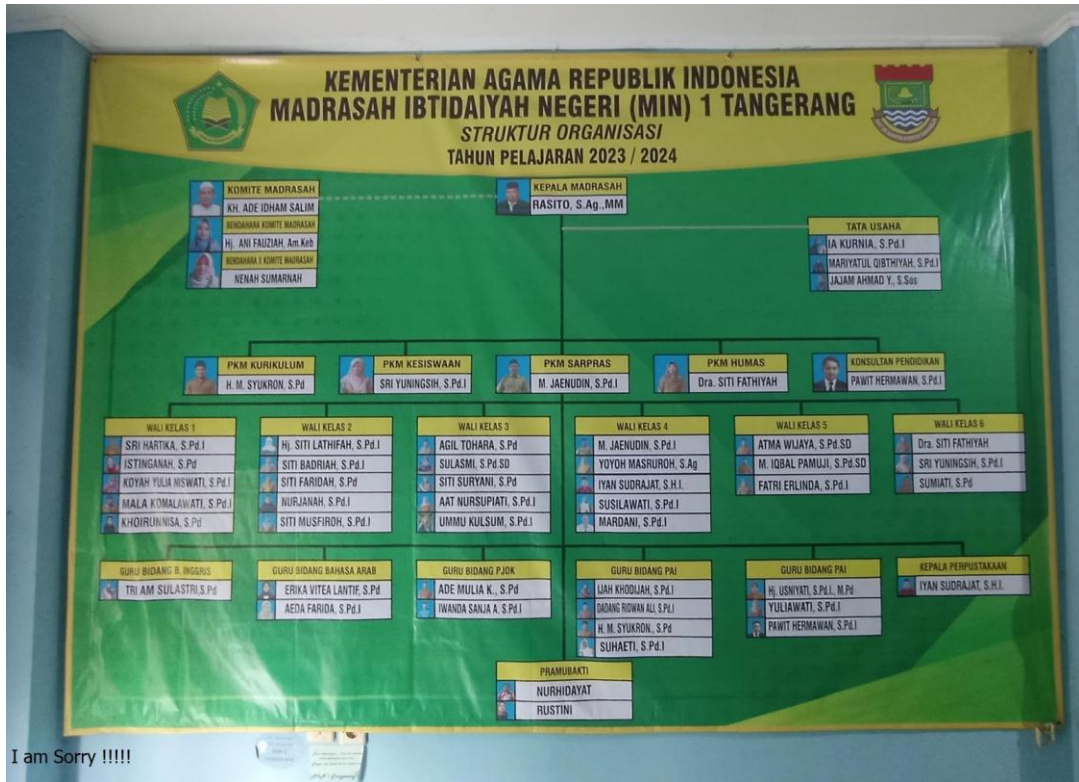 KEMENTERIAN AGAMA REPUBLIK INDONESIA
MADRASAH IBTIDAIYAH NEGERI (MIN) 1 TANGERANG
STRUKTUR ORGANISASI
TAHUN PELAJARAN 2023 / 2024
KOMITE MADRASAH
KH. ADE IDHAM SALIM
BENDAHARA KOMITE MADRASAH
Hj. ANI FAUZIAH, Am.Keb
BENDAHARA II KOMITE MADRASAH
NENAH SUMARNAH
KEPALA MADRASAH
RASITO, S.Ag.,MM
TATA USAHA
IA KURNIA, S.Pd.I
MARIYATUL QIBTHIYAH, S.Pd.I
JAJAM AHMAD Y., S.Sos
PKM KURIKULUM
H. M. SYUKRON, S.Pd
PKM KESISWAAN
SRI YUNINGSIH, S.Pd.I
PKM SARPRAS
M. JAENUDIN, S.Pd.I
PKM HUMAS
Dra. SITI FATHIYAH
KONSULTAN PENDIDIKAN
PAWIT HERMAWAN, S.Pd.I
WALI KELAS 1
SRI HARTIKA, S.Pd.I
ISTINGANAH, S.Pd
KOYAH YULIA NISWATI, S.Pd.I
MALA KOMALAWATI, S.Pd.I
KHOIRUNNISA, S.Pd
WALI KELAS 2
Hj. SITI LATHIFAH, S.Pd.I
SITI BADRIAH, S.Pd.I
SITI FARIDAH, S.Pd
NURJANAH, S.Pd.I
SITI MUSFIROH, S.Pd.I
WALI KELAS 3
AGIL TOHARA, S.Pd
SULASMI, S.Pd.SD
SITI SURYANI, S.Pd
AAT NURSUPIATI, S.Pd.I
UMMU KULSUM, S.Pd.I
WALI KELAS 4
M. JAENUDIN, S.Pd.I
YOYOH MASRUROH, S.Ag
IYAN SUDRAJAT, S.H.I.
SUSILAWATI, S.Pd.I
MARDANI, S.Pd.I
WALI KELAS 5
ATMA WIJAYA, S.Pd.SD
M. IQBAL PAMUJI, S.Pd.SD
FATRI ERLINDA, S.Pd.I
WALI KELAS 6
Dra. SITI FATHIYAH
SRI YUNINGSIH, S.Pd.I
SUMIATI, S.Pd
GURU BIDANG B. INGGRIS
TRI AM SULASTRI,S.Pd
GURU BIDANG BAHASA ARAB
ERIKA VITEA LANTIF, S.Pd
AEDA FARIDA, S.Pd.I
GURU BIDANG PJOK
ADE MULIA K., S.Pd
IWANDA SANJA A. S.Pd.I
GURU BIDANG PAI
IJAH KHODIJAH, S.Pd.I
DADANG RIDWAN ALI, S.Pd.I
H. M. SYUKRON., S.Pd
SUHAETI, S.Pd.I
GURU BIDANG PAI
Hj. USNIYATI, S.Pd.I., M.Pd
YULIAWATI, S.Pd.I
PAWIT HERMAWAN, S.Pd.I
KEPALA PERPUSTAKAAN
IYAN SUDRAJAT, S.H.I.
PRAMUBAKTI
NURHIDAYAT
RUSTINI
I am Sorry !!!!!